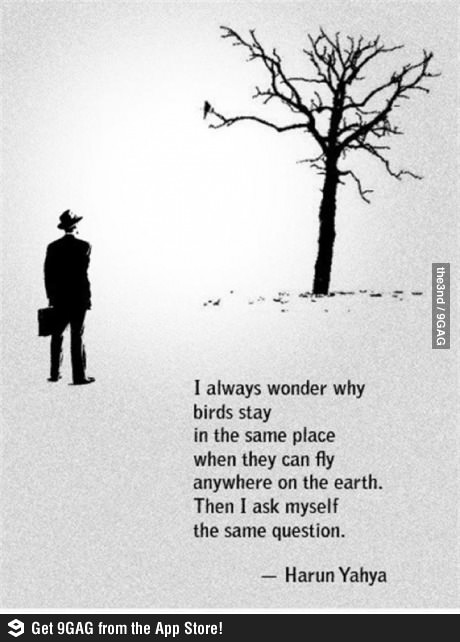 the3nd / 9GAG
I always wonder why
birds stay
in the same place
when they can fly
anywhere on the earth.
Then I ask myself
the same question.
— Harun Yahya
Get 9GAG from the App Store!